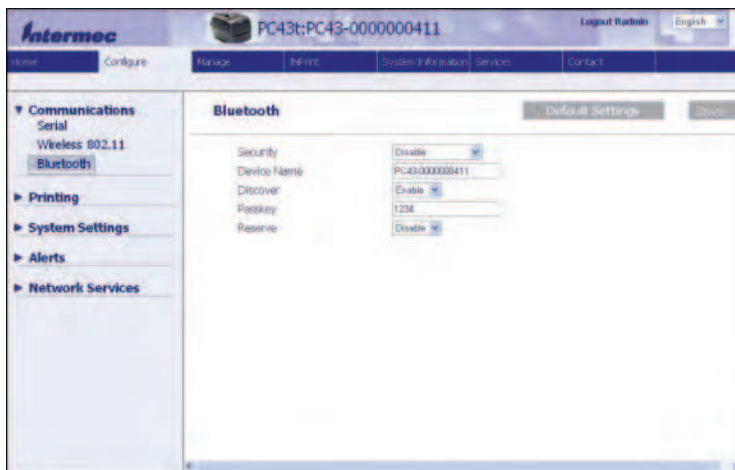 Intermec
PC43t:PC43-0000000411
Logout itadmin
English
Home
Configure
Manage
INPrint
System Information
Services
Contact
Communications
Serial
Wireless 802.11
Bluetooth
Printing
System Settings
Alerts
Network Services
Bluetooth
Default Settings
Save
Security
Disable
Device Name
PC43-0000000411
Discover
Enable
Passkey
1234
Reserve
Disable